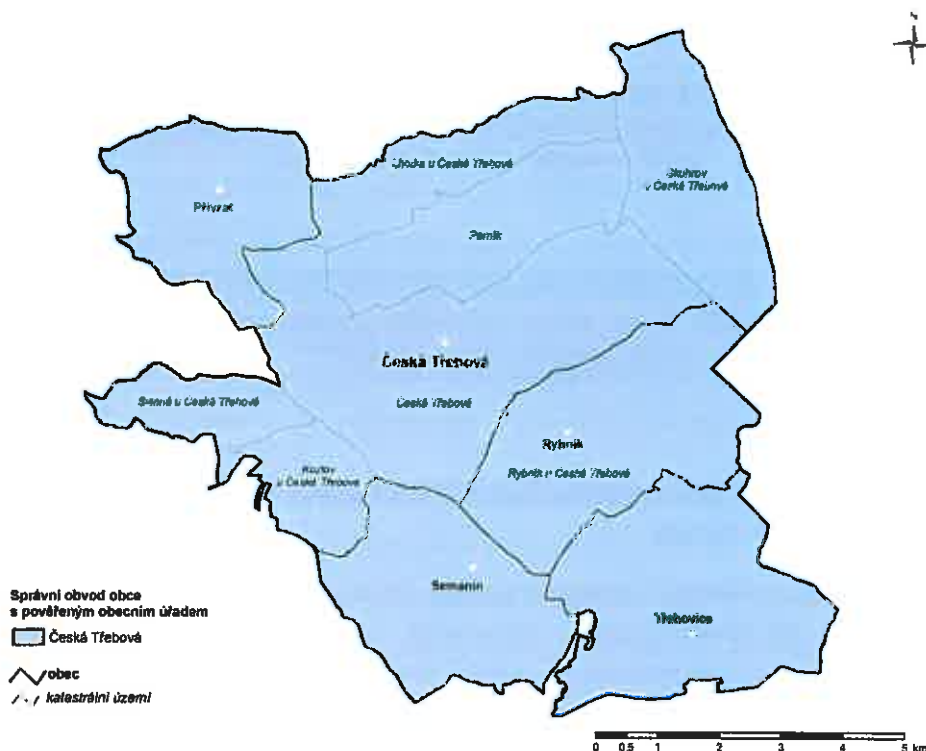 Lhotka u České Třebové
Skuhrov
u České Třebové
Přívrat
Parník
Česká Třebová
Česká Třebová
Svinná u České Třebové
Rybník
Kozlov
u České Třebové
Rybník u České Třebové
Semanín
Třebovice
Správní obvod obce
s pověřeným obecním úřadem
Česká Třebová
obec
katastrální území
0 0.5 1 2 3 4 5 km